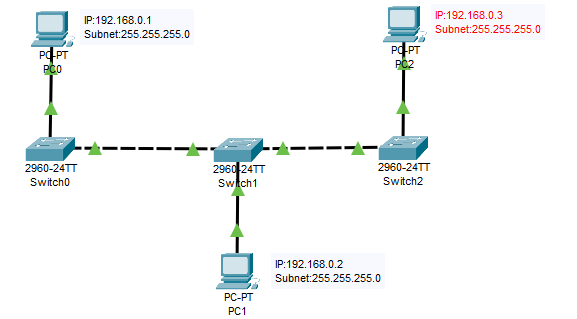 IP:192.168.0.1
Subnet:255.255.255.0
PC-PT
PC0
IP:192.168.0.3
Subnet:255.255.255.0
PC-PT
PC2
2960-24TT
Switch0
2960-24TT
Switch1
2960-24TT
Switch2
IP:192.168.0.2
Subnet:255.255.255.0
PC-PT
PC1